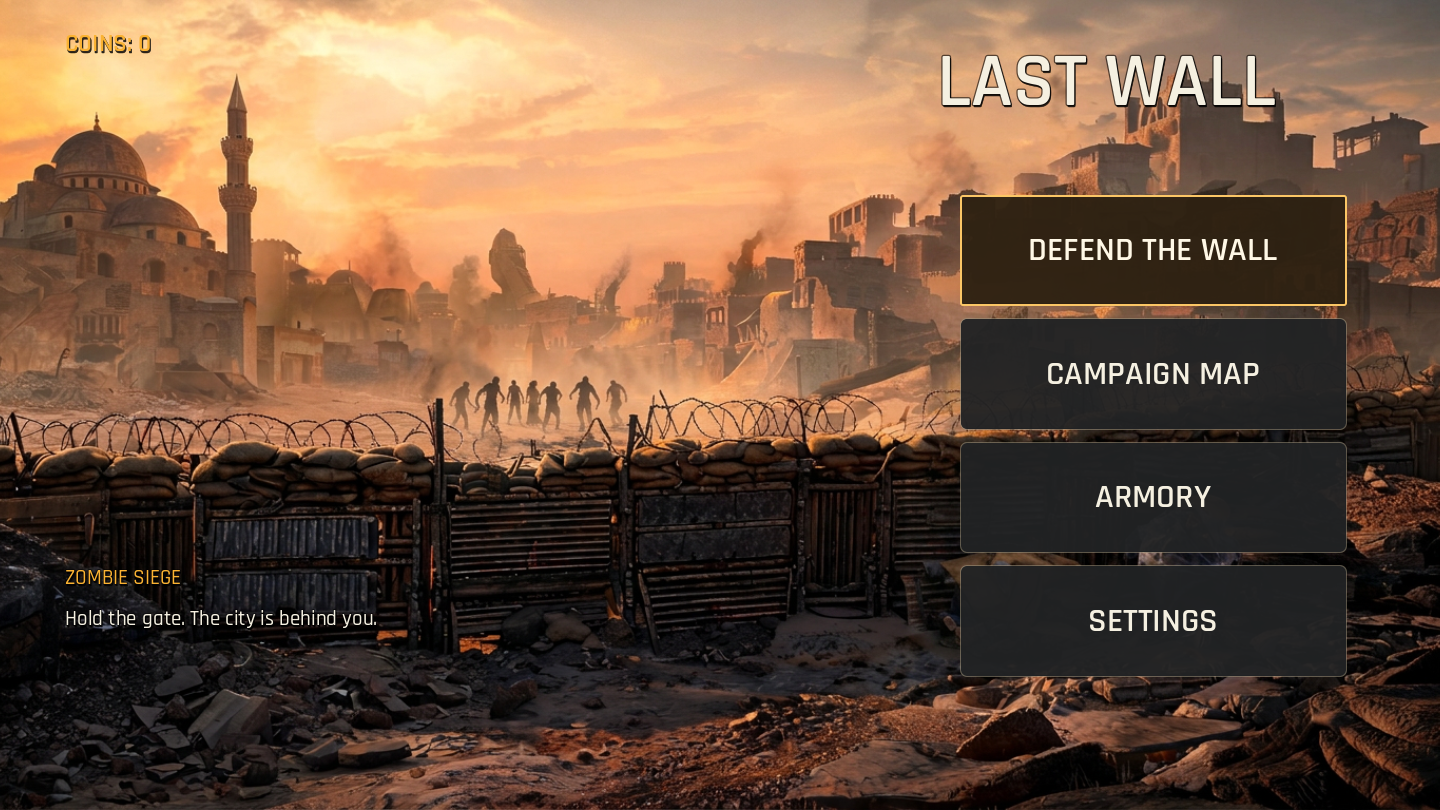 COINS: 0
LAST WALL
DEFEND THE WALL
CAMPAIGN MAP
ARMORY
SETTINGS
ZOMBIE SIEGE
Hold the gate. The city is behind you.